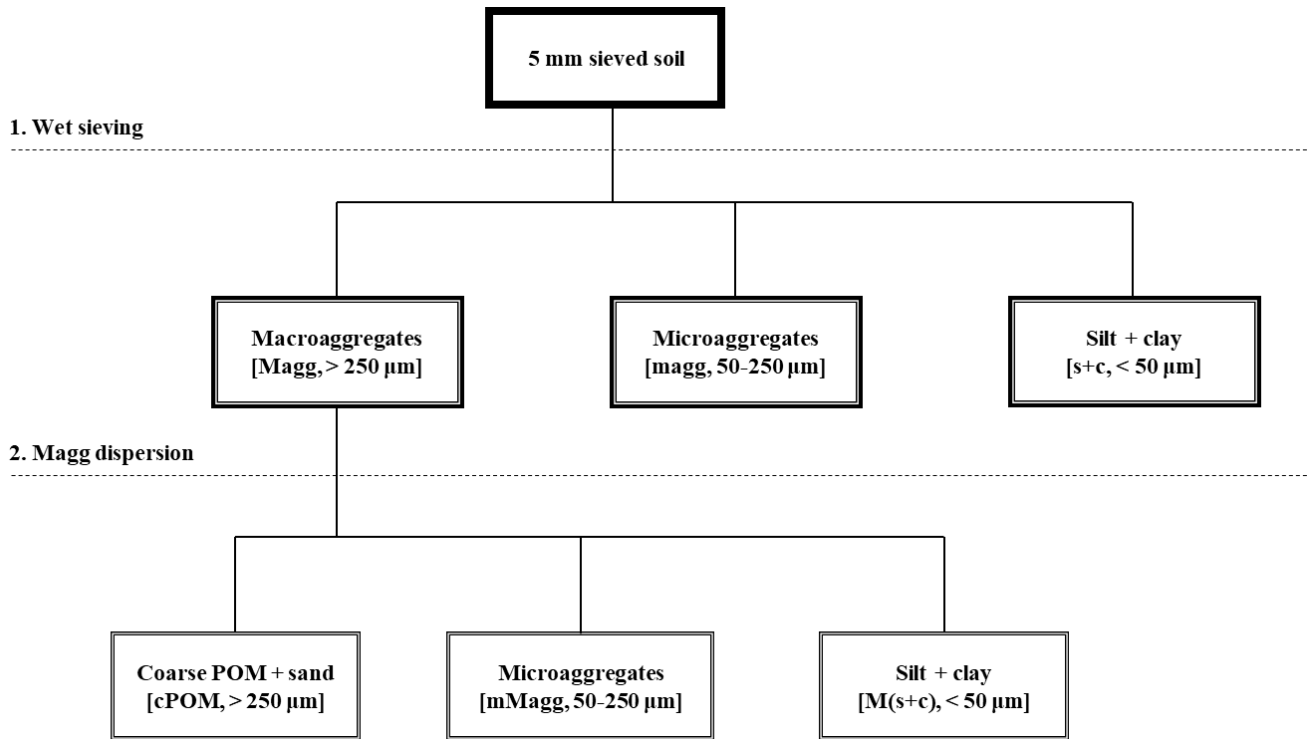 5 mm sieved soil
1. Wet sieving
Macroaggregates
[Magg, > 250 μm]
Microaggregates
[magg, 50-250 μm]
Silt + clay
[s+c, < 50 μm]
2. Magg dispersion
Coarse POM + sand
[cPOM, > 250 μm]
Microaggregates
[mMagg, 50-250 μm]
Silt + clay
[M(s+c), < 50 μm]